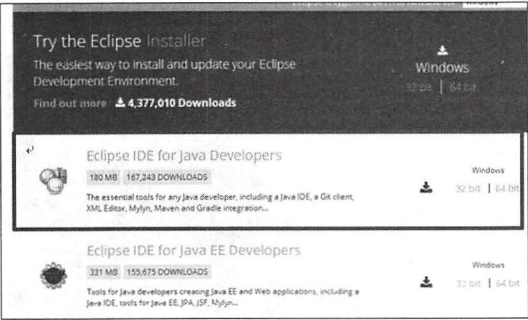 Try the Eclipse Installer
Windows
The easiest way to install and update your Eclipse
Development Environment.
32 bit | 64 bit
Find out more 4,377,010 Downloads
Eclipse IDE for Java Developers
180 MB 167,243 DOWNLOADS
Windows
32 bit | 64 bit
The essential tools for any Java developer, including a Java IDE, a Git client,
XML Editor, Mylyn, Maven and Gradle integration...
Eclipse IDE for Java EE Developers
331 MB 155,675 DOWNLOADS
Windows
32 bit | 64 bit
Tools for Java developers creating Java EE and Web applications, including a
Java IDE, tools for Java EE, JPA, JSF, Mylyn...